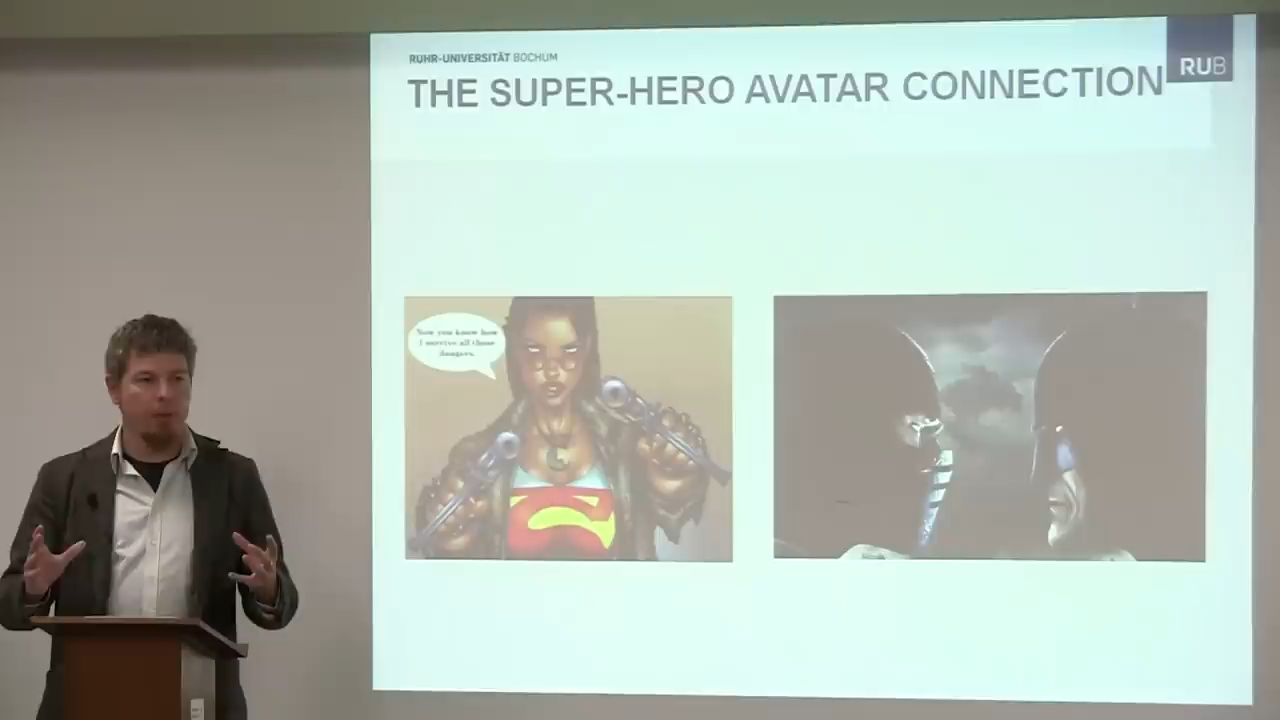 RUHR-UNIVERSITÄT BOCHUM
RUB
THE SUPER-HERO AVATAR CONNECTION
Now you know how
I survive all those
dangers.